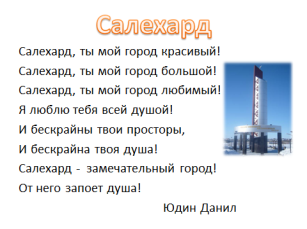 Салехард
Салехард, ты мой город красивый!
Салехард, ты мой город большой!
Салехард, ты мой город любимый!
Я люблю тебя всей душой!
И бескрайны твои просторы,
И бескрайна твоя душа!
Салехард - замечательный город!
От него запоет душа!
Юдин Данил